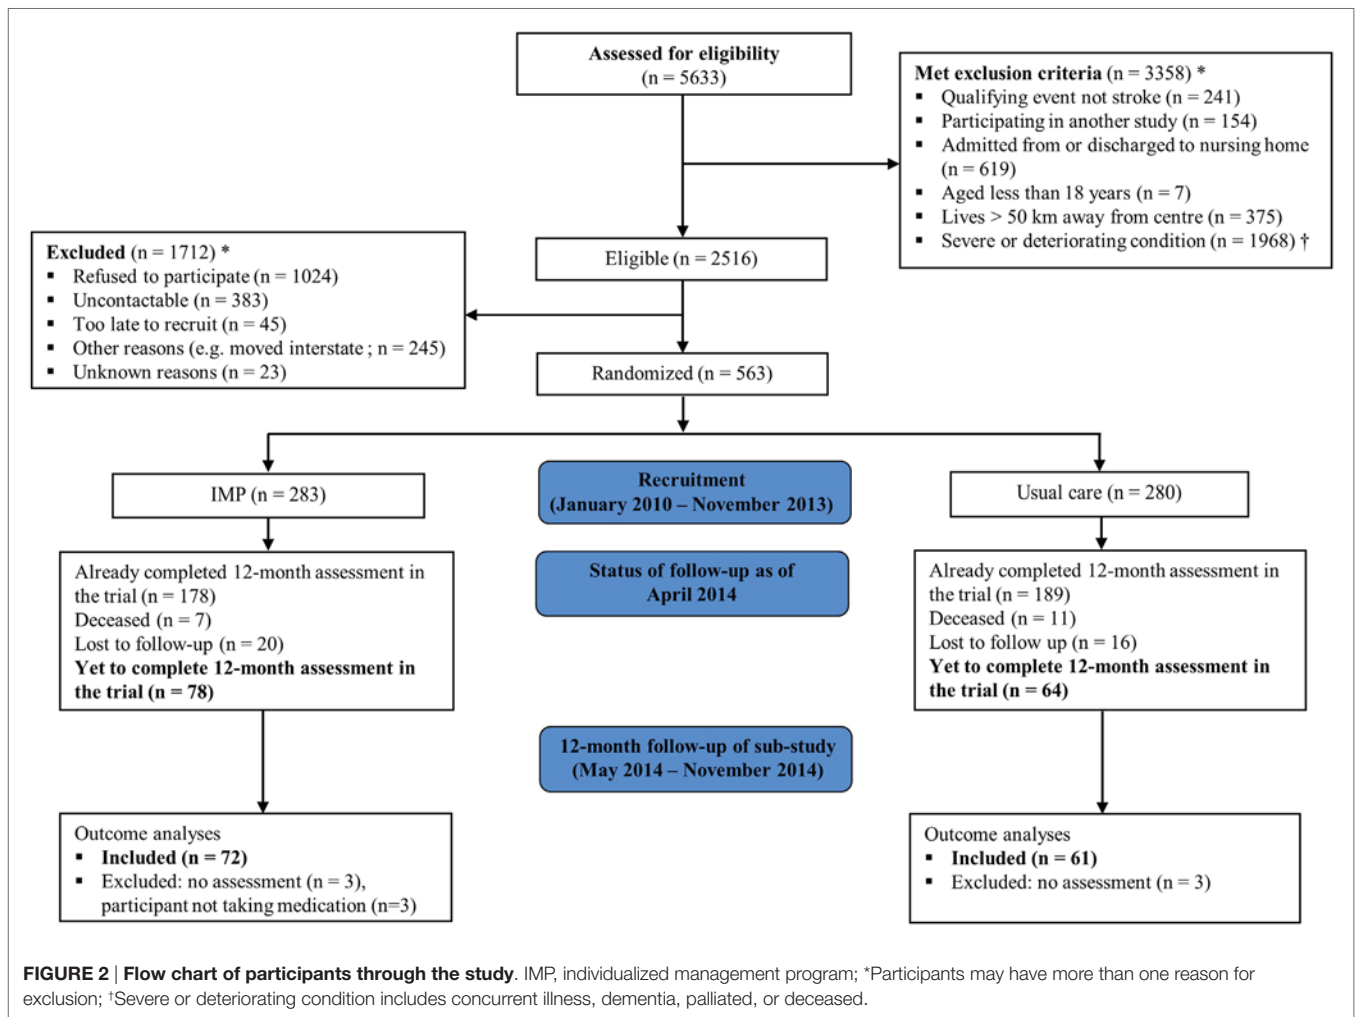 Assessed for eligibility
(n = 5633)
Met exclusion criteria (n = 3358) *
▪ Qualifying event not stroke (n = 241)
▪ Participating in another study (n = 154)
▪ Admitted from or discharged to nursing home
(n = 619)
▪ Aged less than 18 years (n = 7)
▪ Lives > 50 km away from centre (n = 375)
▪ Severe or deteriorating condition (n = 1968) †
Eligible (n = 2516)
Excluded (n = 1712) *
▪ Refused to participate (n = 1024)
▪ Uncontactable (n = 383)
▪ Too late to recruit (n = 45)
▪ Other reasons (e.g. moved interstate ; n = 245)
▪ Unknown reasons (n = 23)
Randomized (n = 563)
IMP (n = 283)
Recruitment
(January 2010 – November 2013)
Usual care (n = 280)
Already completed 12-month assessment in
the trial (n = 178)
Deceased (n = 7)
Lost to follow-up (n = 20)
Yet to complete 12-month assessment in
the trial (n = 78)
Status of follow-up as of
April 2014
Already completed 12-month assessment in
the trial (n = 189)
Deceased (n = 11)
Lost to follow up (n = 16)
Yet to complete 12-month assessment in
the trial (n = 64)
12-month follow-up of sub-study
(May 2014 – November 2014)
Outcome analyses
▪ Included (n = 72)
▪ Excluded: no assessment (n = 3),
participant not taking medication (n=3)
Outcome analyses
▪ Included (n = 61)
▪ Excluded: no assessment (n = 3)
FIGURE 2 | Flow chart of participants through the study. IMP, individualized management program; *Participants may have more than one reason for
exclusion; †Severe or deteriorating condition includes concurrent illness, dementia, palliated, or deceased.